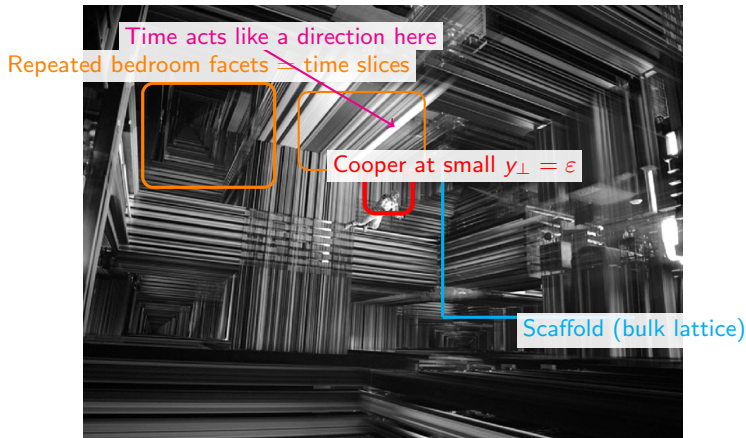 Time acts like a direction here
Repeated bedroom facets = time slices
Cooper at small y⊥ = ε
Scaffold (bulk lattice)